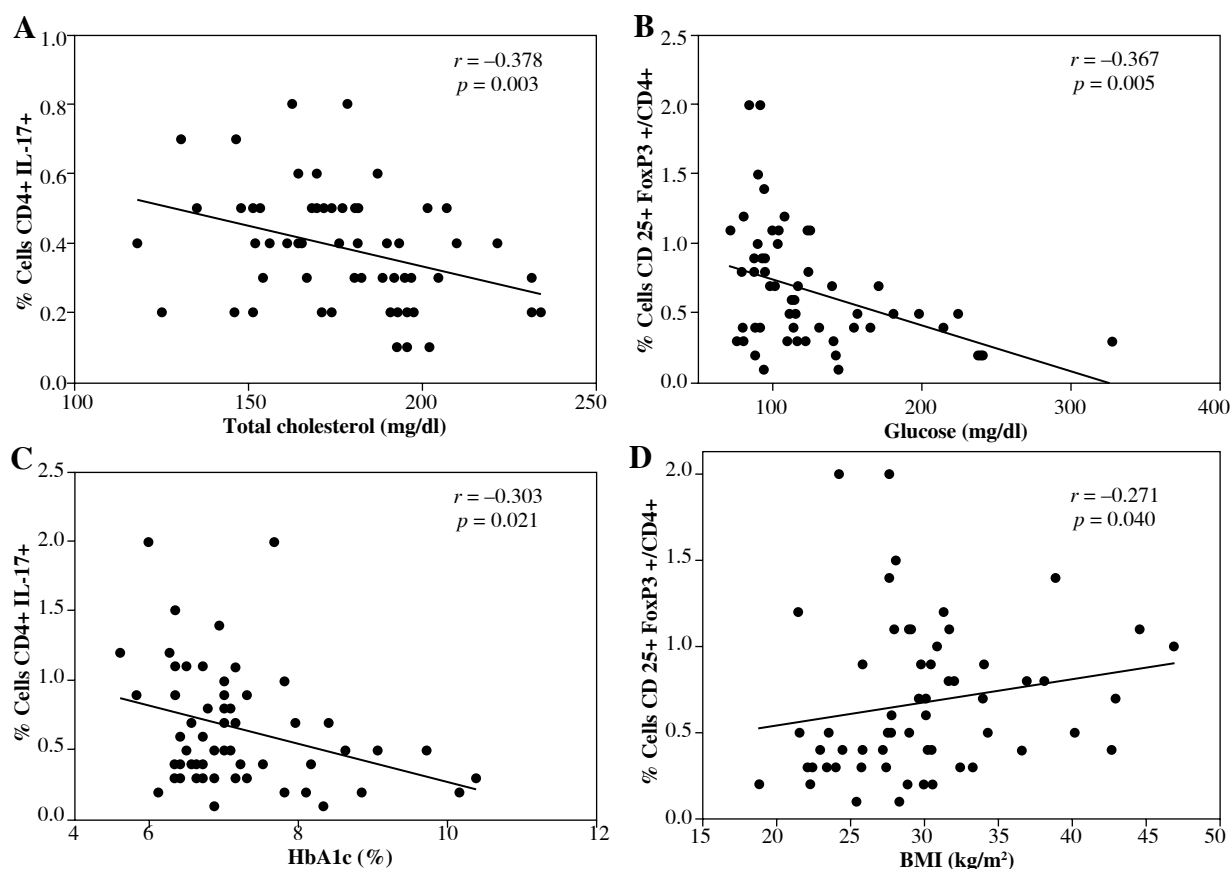 A
% Cells CD4+ IL-17+
1.0
0.8
0.6
0.4
0.2
0.0
r = –0.378
p = 0.003
100
150
200
250
Total cholesterol (mg/dl)
B
% Cells CD 25+ FoxP3 +/CD4+
2.5
2.0
1.5
1.0
0.5
0.0
r = –0.367
p = 0.005
100
200
300
400
Glucose (mg/dl)
C
% Cells CD4+ IL-17+
2.5
2.0
1.5
1.0
0.5
0.0
r = –0.303
p = 0.021
4
6
8
10
12
HbA1c (%)
D
% Cells CD 25+ FoxP3 +/CD4+
2.0
1.5
1.0
0.5
0.0
r = –0.271
p = 0.040
15
20
25
30
35
40
45
50
BMI (kg/m²)